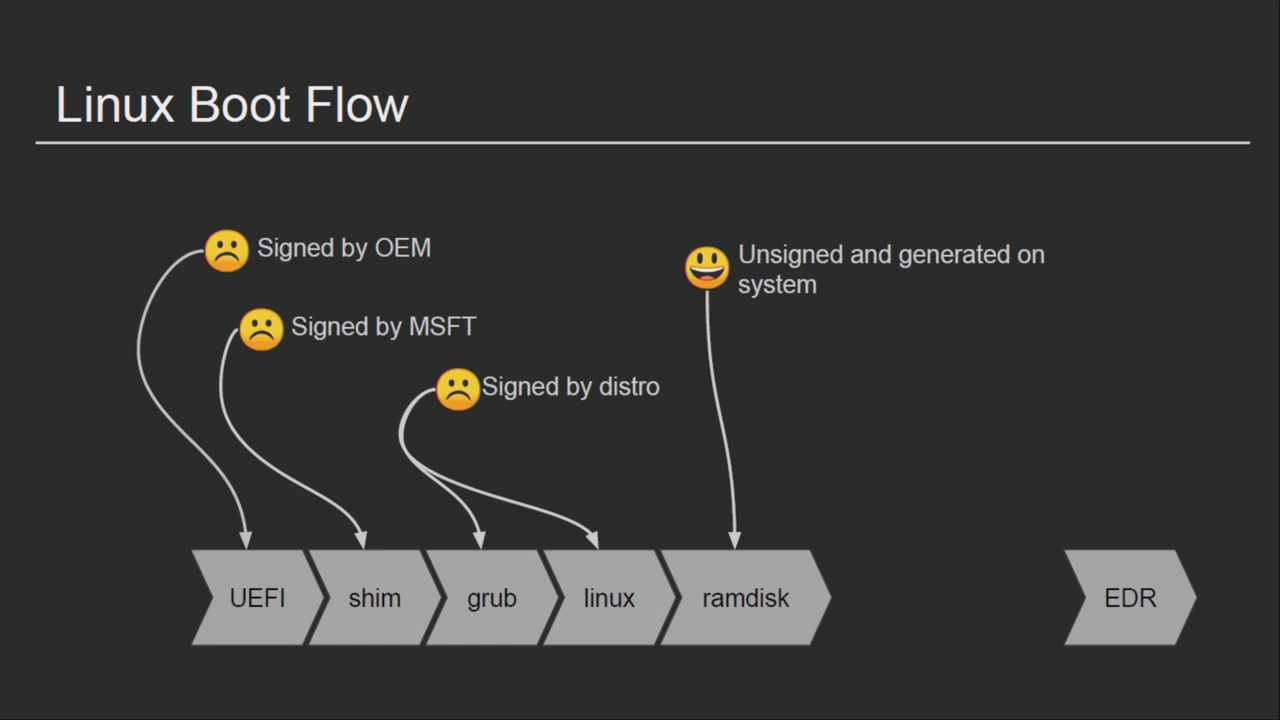 Linux Boot Flow
Signed by OEM
Unsigned and generated on
system
Signed by MSFT
Signed by distro
UEFI
shim
grub
linux
ramdisk
EDR